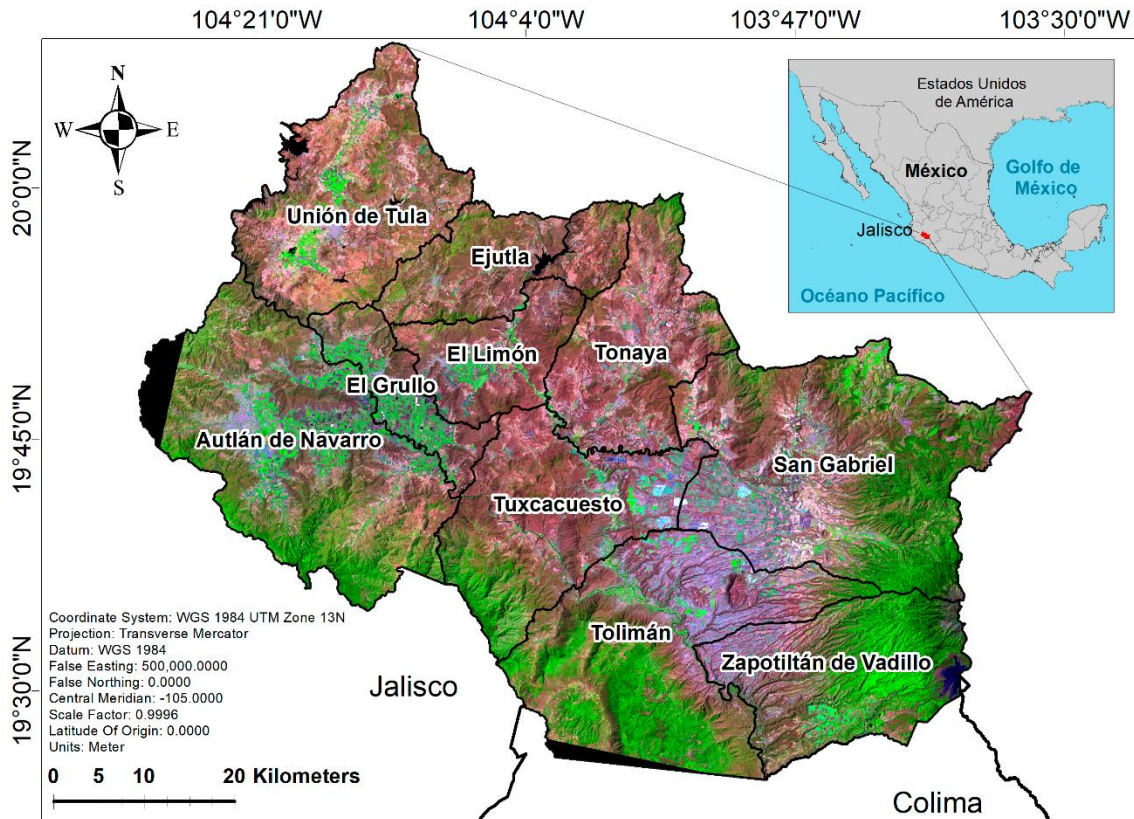 104°21'0"W
104°4'0"W
103°47'0"W
103°30'0"W
N
W
E
S
20°0'0"N
19°45'0"N
19°30'0"N
Estados Unidos
de América
México
Golfo de
México
Jalisco
Océano Pacífico
Unión de Tula
Ejutla
El Limón
Tonaya
El Grullo
Autlán de Navarro
San Gabriel
Tuxcacuesto
Tolimán
Zapotiltán de Vadillo
Jalisco
Colima
Coordinate System: WGS 1984 UTM Zone 13N
Projection: Transverse Mercator
Datum: WGS 1984
False Easting: 500,000.0000
False Northing: 0.0000
Central Meridian: -105.0000
Scale Factor: 0.9996
Latitude Of Origin: 0.0000
Units: Meter
0 5 10 20 Kilometers